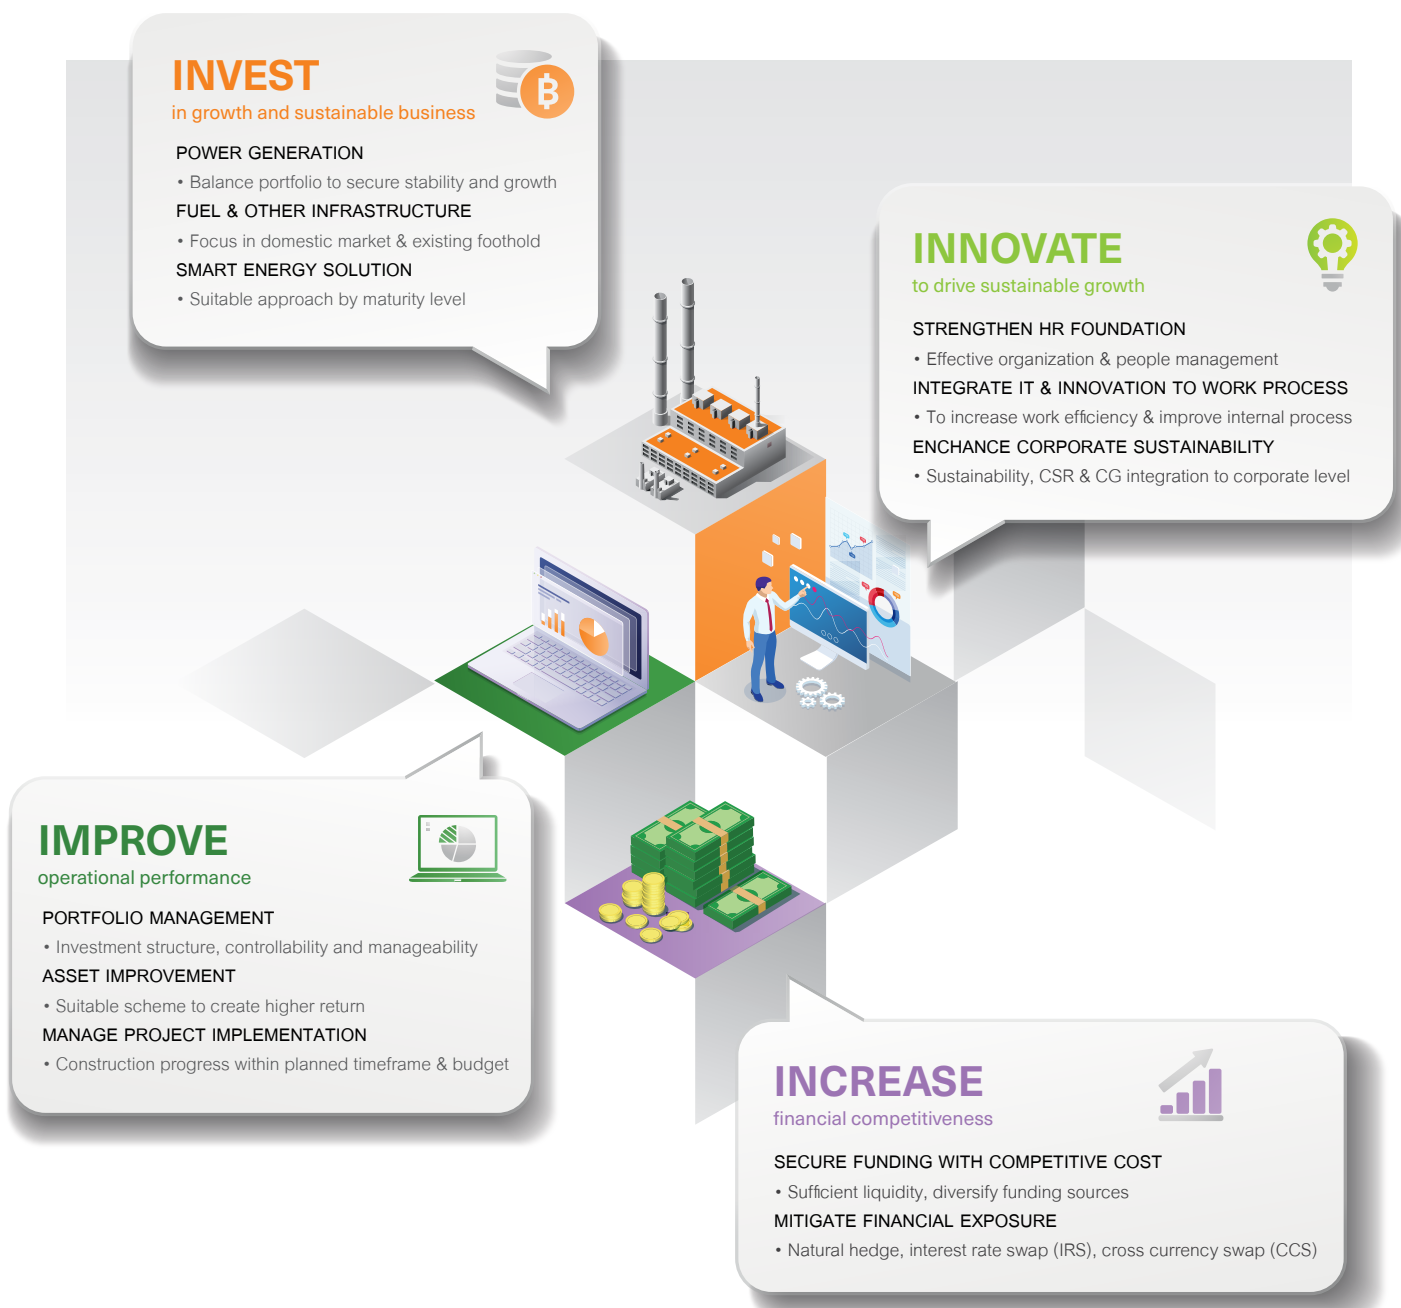 INVEST
in growth and sustainable business
POWER GENERATION
• Balance portfolio to secure stability and growth
FUEL & OTHER INFRASTRUCTURE
• Focus in domestic market & existing foothold
SMART ENERGY SOLUTION
• Suitable approach by maturity level
INNOVATE
to drive sustainable growth
STRENGTHEN HR FOUNDATION
• Effective organization & people management
INTEGRATE IT & INNOVATION TO WORK PROCESS
• To increase work efficiency & improve internal process
ENCHANCE CORPORATE SUSTAINABILITY
• Sustainability, CSR & CG integration to corporate level
IMPROVE
operational performance
PORTFOLIO MANAGEMENT
• Investment structure, controllability and manageability
ASSET IMPROVEMENT
• Suitable scheme to create higher return
MANAGE PROJECT IMPLEMENTATION
• Construction progress within planned timeframe & budget
INCREASE
financial competitiveness
SECURE FUNDING WITH COMPETITIVE COST
• Sufficient liquidity, diversify funding sources
MITIGATE FINANCIAL EXPOSURE
• Natural hedge, interest rate swap (IRS), cross currency swap (CCS)